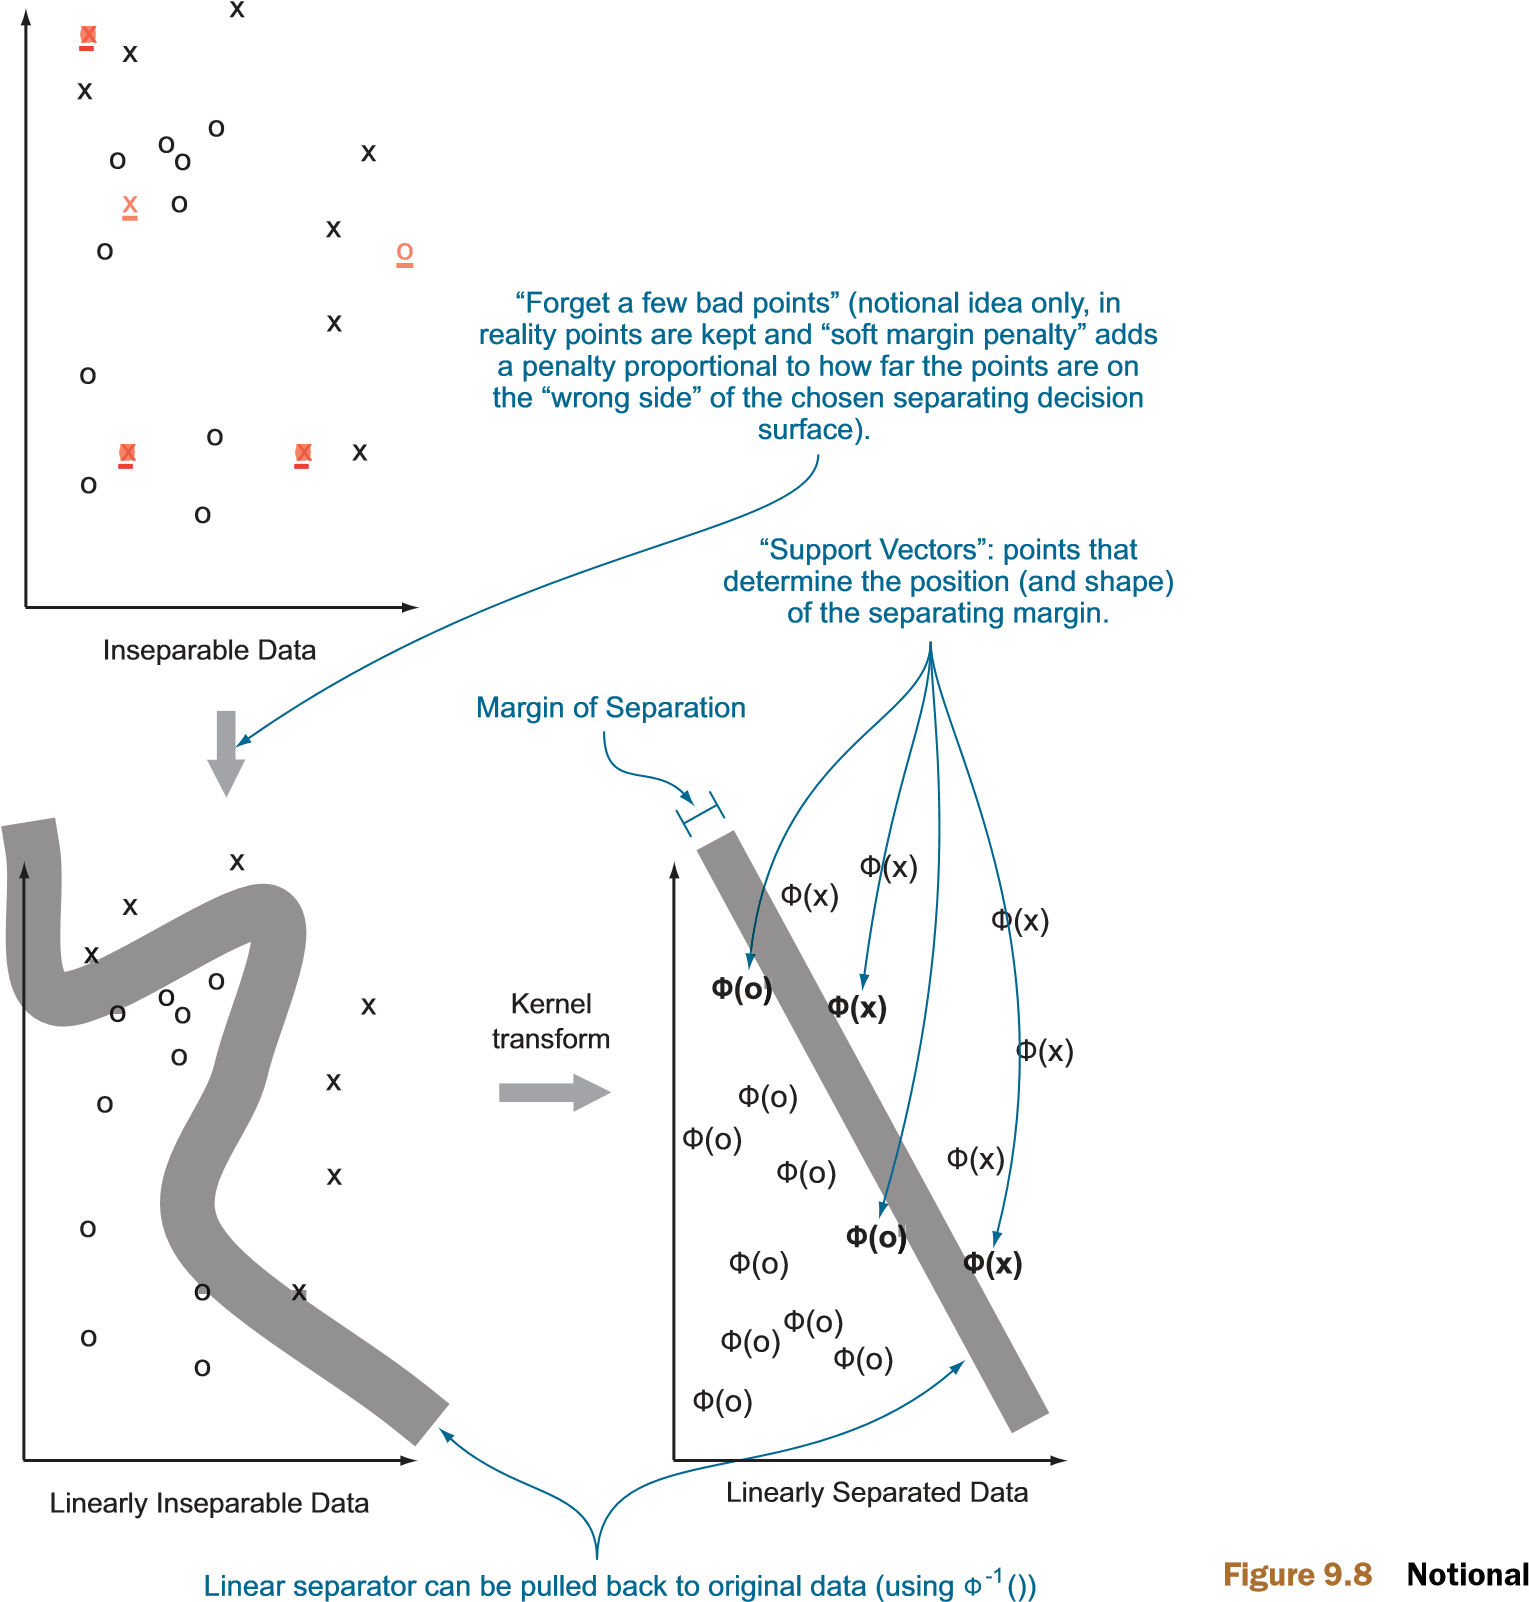 x
x
x
x
o
o
o
o
x
x
o
x
o
o
x
x
o
o
x
x
x
o
o
"Forget a few bad points" (notional idea only, in
reality points are kept and "soft margin penalty" adds
a penalty proportional to how far the points are on
the "wrong side" of the chosen separating decision
surface).
"Support Vectors": points that
determine the position (and shape)
of the separating margin.
Inseparable Data
Margin of Separation
x
x
x
o
o
o
o
x
o
x
o
x
o
o
x
o
o
Linearly Inseparable Data
Kernel
transform
Φ(x)
Φ(x)
Φ(x)
Φ(o)
Φ(x)
Φ(x)
Φ(o)
Φ(o)
Φ(x)
Φ(o)
Φ(o)
Φ(o)
Φ(x)
Φ(o)
Φ(o)
Φ(o)
Φ(o)
Linearly Separated Data
Linear separator can be pulled back to original data (using Φ⁻¹())
Figure 9.8 Notional